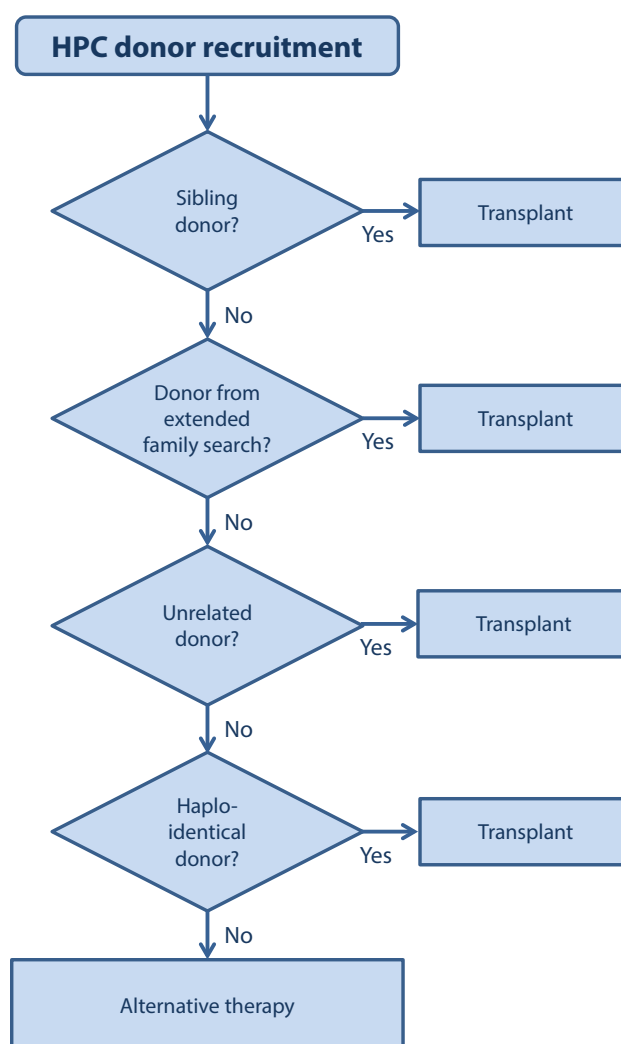 HPC donor recruitment
Sibling
donor?
Yes
Transplant
No
Donor from
extended
family search?
Yes
Transplant
No
Unrelated
donor?
Yes
Transplant
No
Haplo-
identical
donor?
Yes
Transplant
No
Alternative therapy